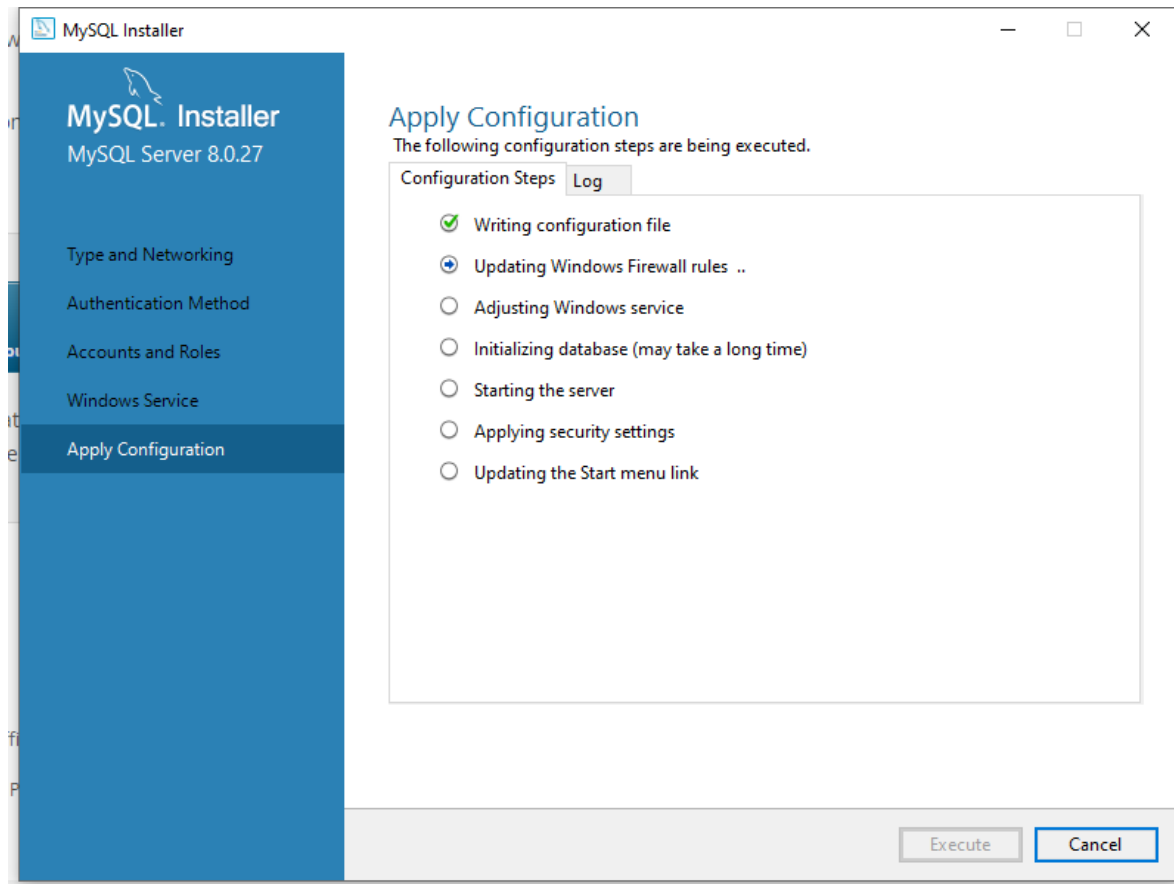 MySQL Installer
MySQL. Installer
MySQL Server 8.0.27
Type and Networking
Authentication Method
Accounts and Roles
Windows Service
Apply Configuration
Apply Configuration
The following configuration steps are being executed.
Configuration Steps
Log
Writing configuration file
Updating Windows Firewall rules ..
Adjusting Windows service
Initializing database (may take a long time)
Starting the server
Applying security settings
Updating the Start menu link
Execute
Cancel